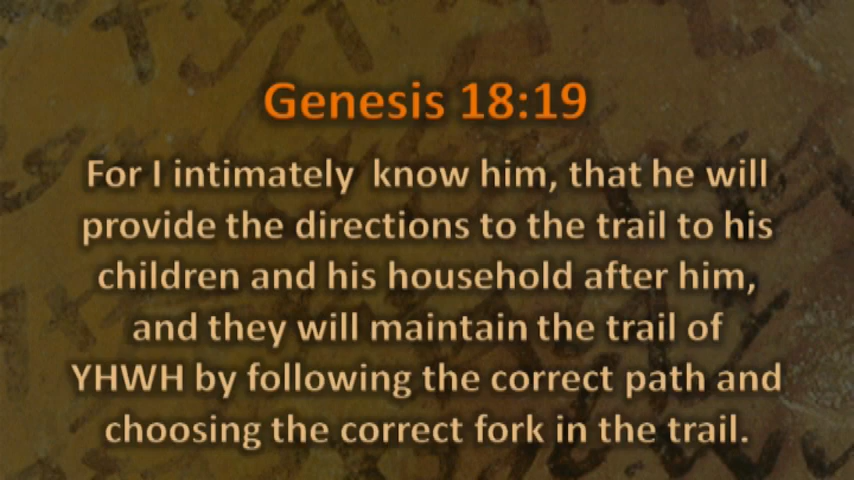 Genesis 18:19
For I intimately know him, that he will
provide the directions to the trail to his
children and his household after him,
and they will maintain the trail of
YHWH by following the correct path and
choosing the correct fork in the trail.